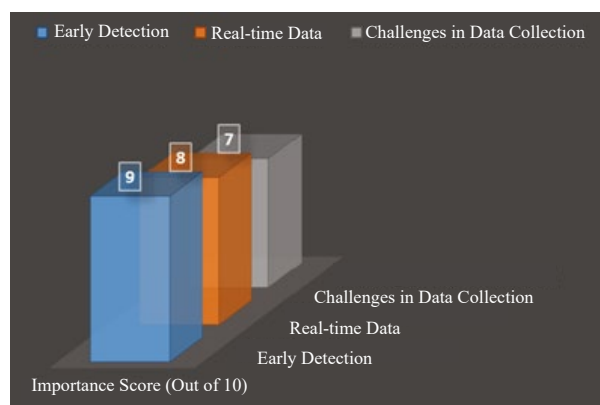 Early Detection
Real-time Data
Challenges in Data Collection
7
8
9
Challenges in Data Collection
Real-time Data
Early Detection
Importance Score (Out of 10)